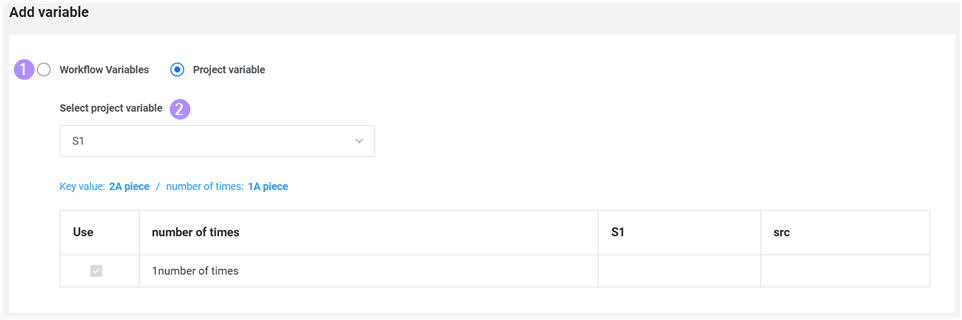 Add variable
1 Workflow Variables Project variable
Select project variable 2
S1
Key value: 2A piece / number of times: 1A piece
Use number of times S1 src
1number of times